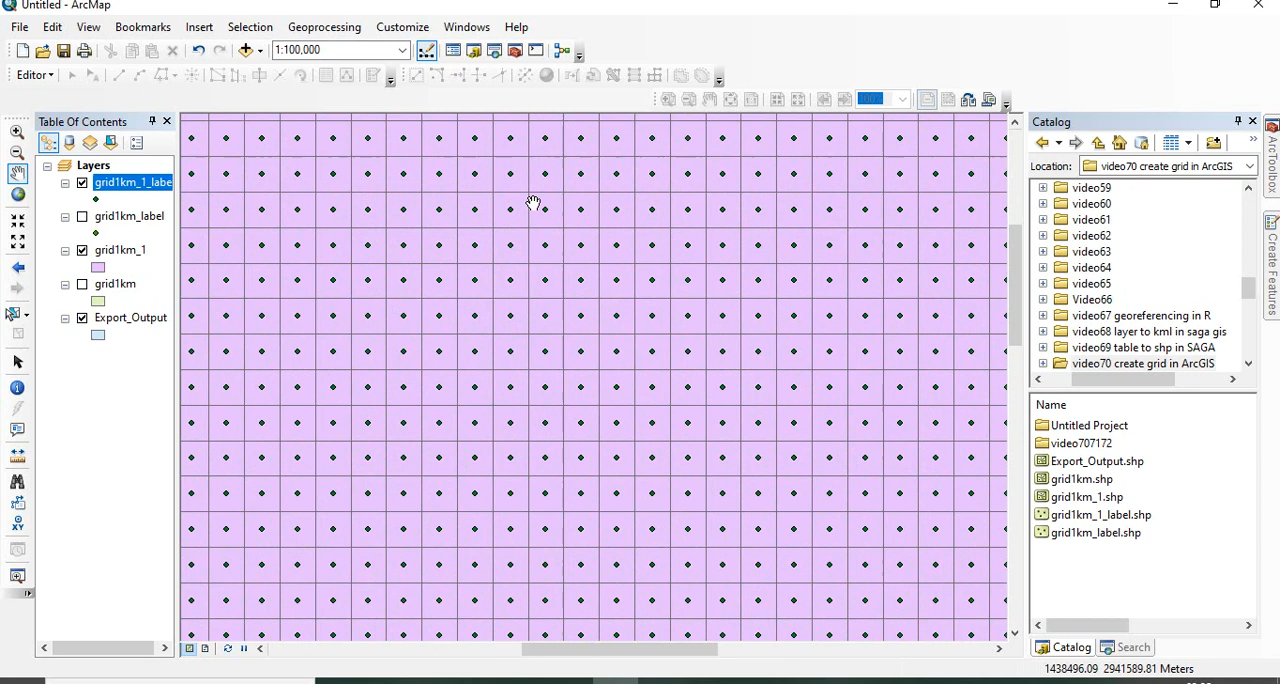 Untitled - ArcMap
File Edit View Bookmarks Insert Selection Geoprocessing Customize Windows Help
1:100,000
Editor
100%
Table Of Contents
Layers
grid1km_1_labe
grid1km_label
grid1km_1
grid1km
Export_Output
Catalog
Location: video70 create grid in ArcGIS
video59
video60
video61
video62
video63
video64
video65
Video66
video67 georeferencing in R
video68 layer to kml in saga gis
video69 table to shp in SAGA
video70 create grid in ArcGIS
Name
Untitled Project
video707172
Export_Output.shp
grid1km.shp
grid1km_1.shp
grid1km_1_label.shp
grid1km_label.shp
Catalog Search
ArcToolbox
Create Features
1438496.09 2941589.81 Meters